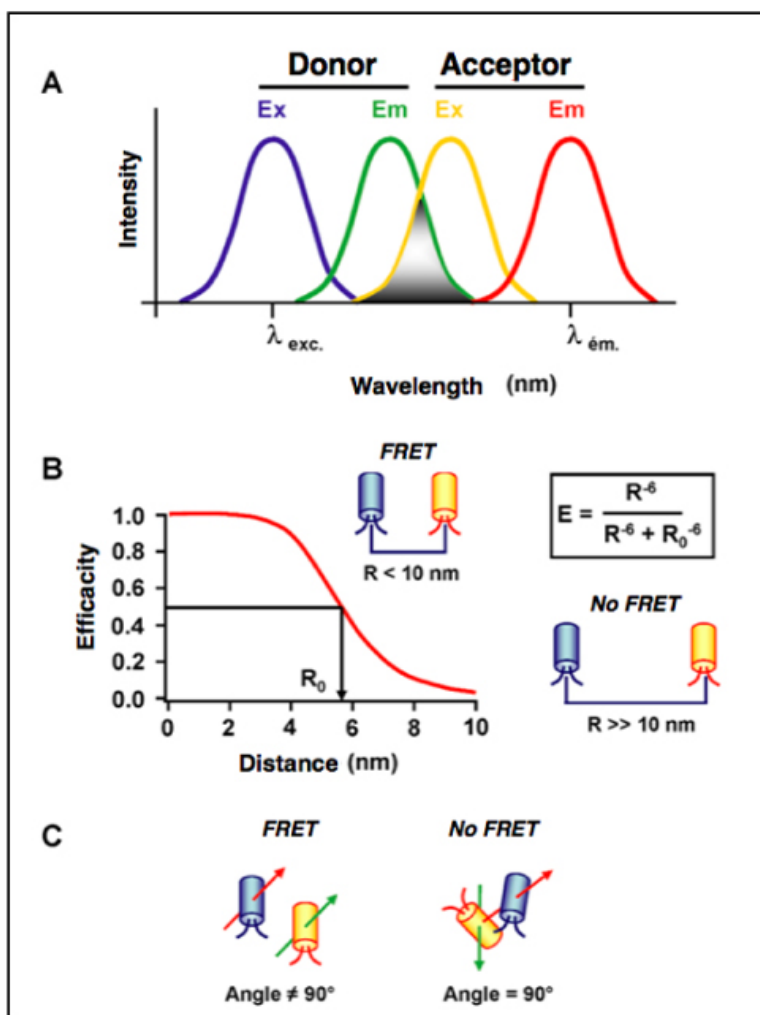 A
Donor Acceptor
Ex Em Ex Em
Intensity
λ exc. λ ém.
Wavelength (nm)
B
FRET
R < 10 nm
E = R⁻⁶ / R⁻⁶ + R₀⁻⁶
No FRET
R >> 10 nm
Efficacity
1.0
0.8
0.6
0.4
0.2
0.0
R₀
0 2 4 6 8 10
Distance (nm)
C
FRET No FRET
Angle ≠ 90° Angle = 90°